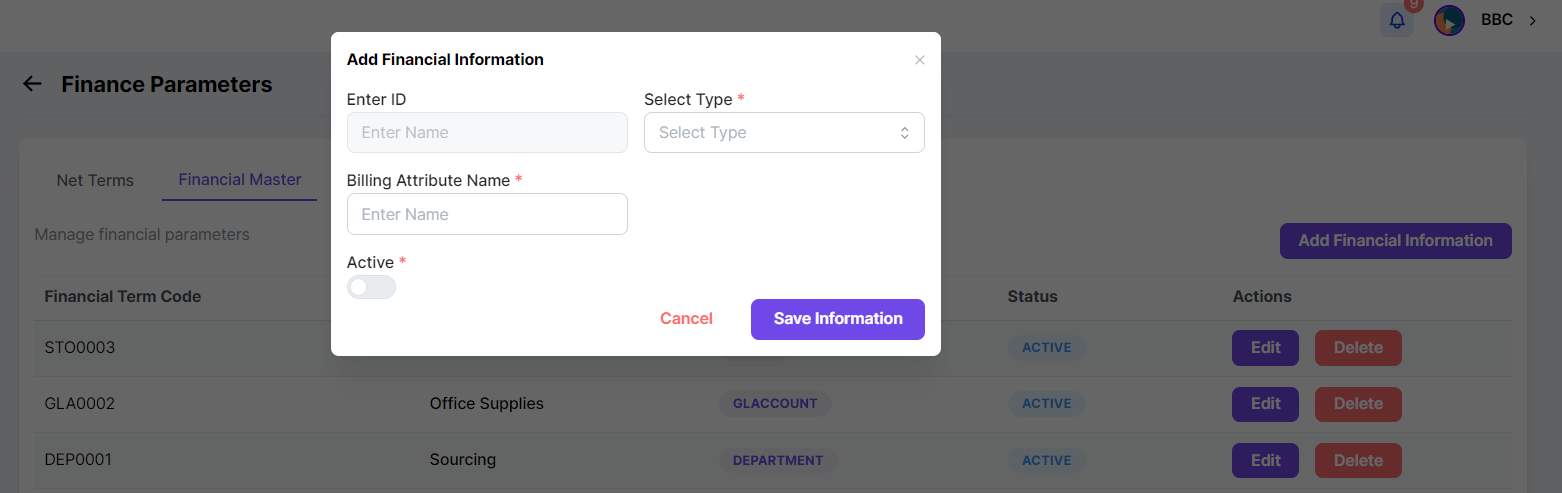 9
BBC
Finance Parameters
Add Financial Information
Enter ID
Select Type *
Enter Name
Select Type
Billing Attribute Name *
Enter Name
Active *
Cancel
Save Information
Net Terms
Financial Master
Manage financial parameters
Add Financial Information
Financial Term Code
Status
Actions
STO0003
ACTIVE
Edit
Delete
GLA0002
Office Supplies
GLACCOUNT
ACTIVE
Edit
Delete
DEP0001
Sourcing
DEPARTMENT
ACTIVE
Edit
Delete